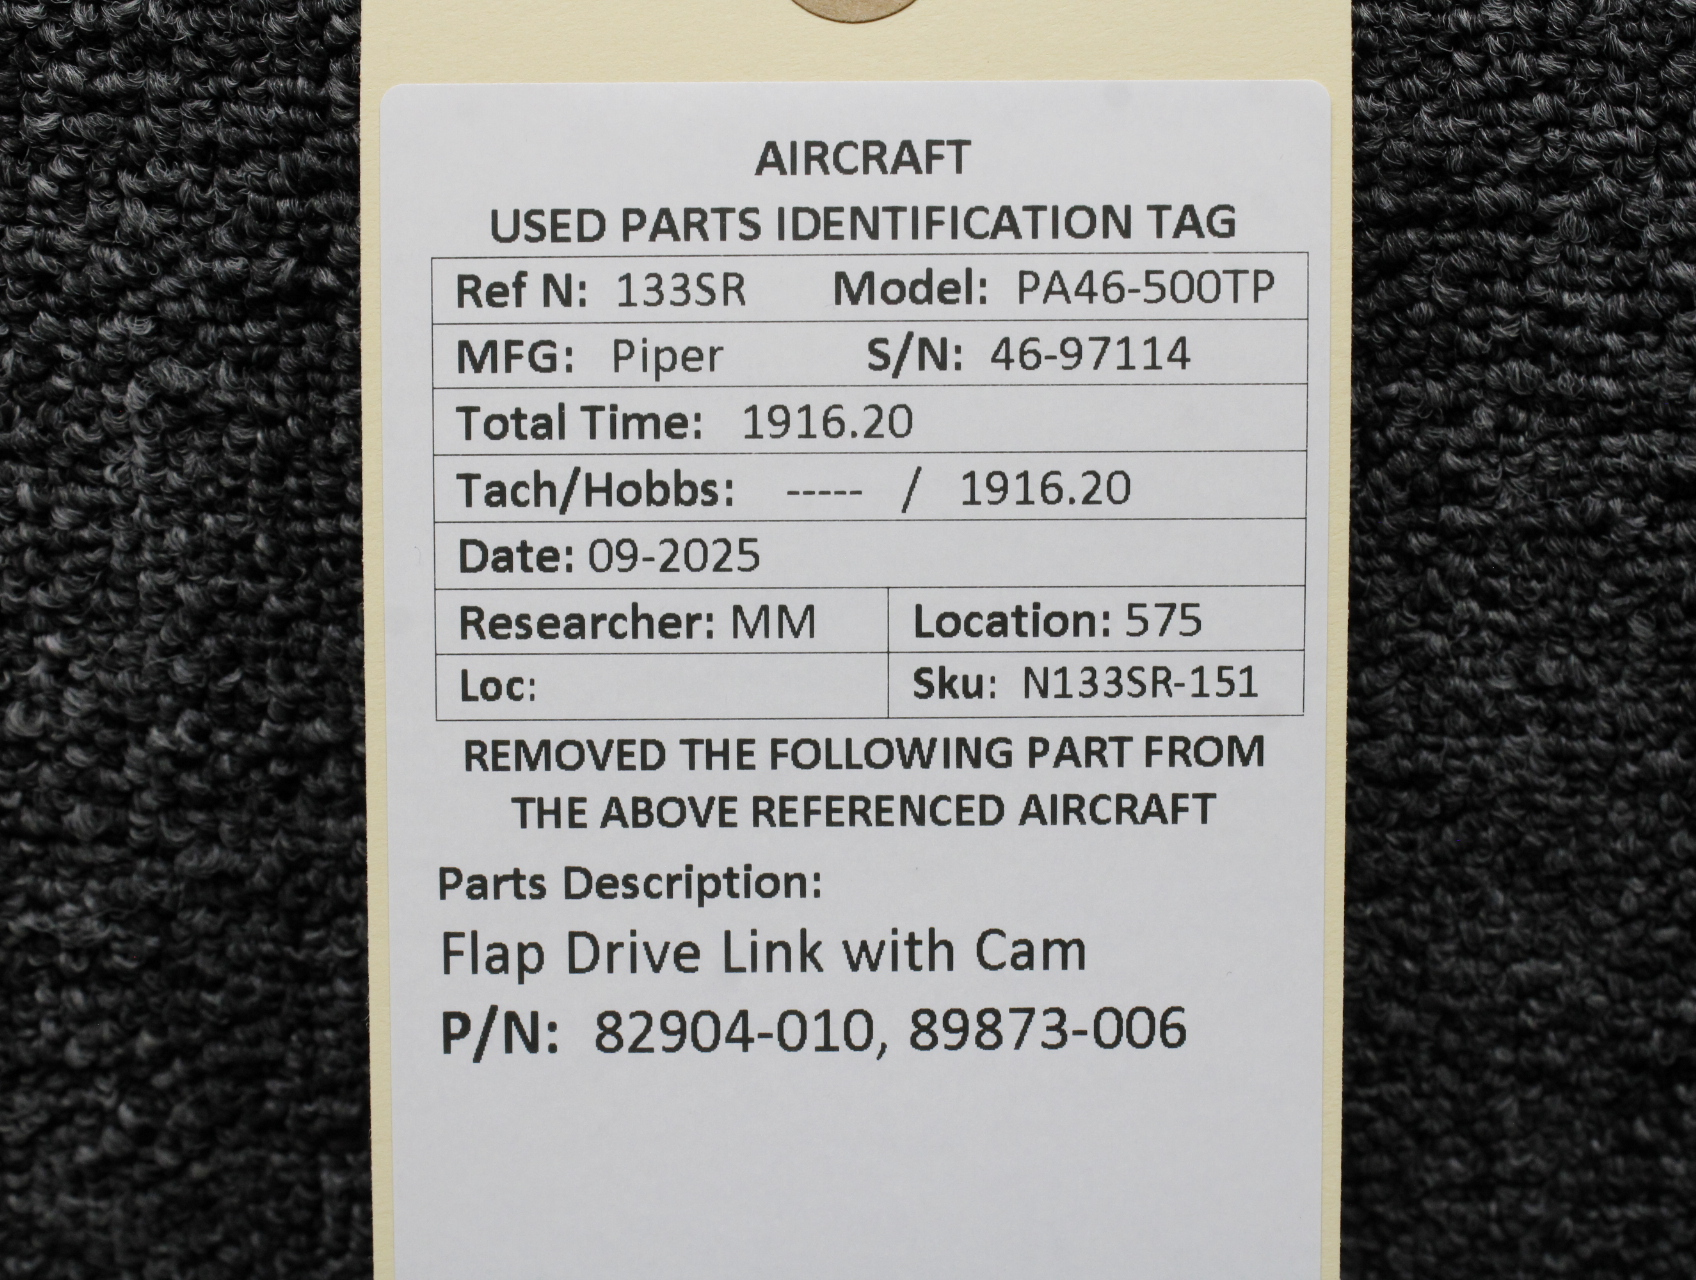 AIRCRAFT
USED PARTS IDENTIFICATION TAG
Ref N: 133SR Model: PA46-500TP
MFG: Piper S/N: 46-97114
Total Time: 1916.20
Tach/Hobbs: ----- / 1916.20
Date: 09-2025
Researcher: MM Location: 575
Loc: Sku: N133SR-151
REMOVED THE FOLLOWING PART FROM
THE ABOVE REFERENCED AIRCRAFT
Parts Description:
Flap Drive Link with Cam
P/N: 82904-010, 89873-006